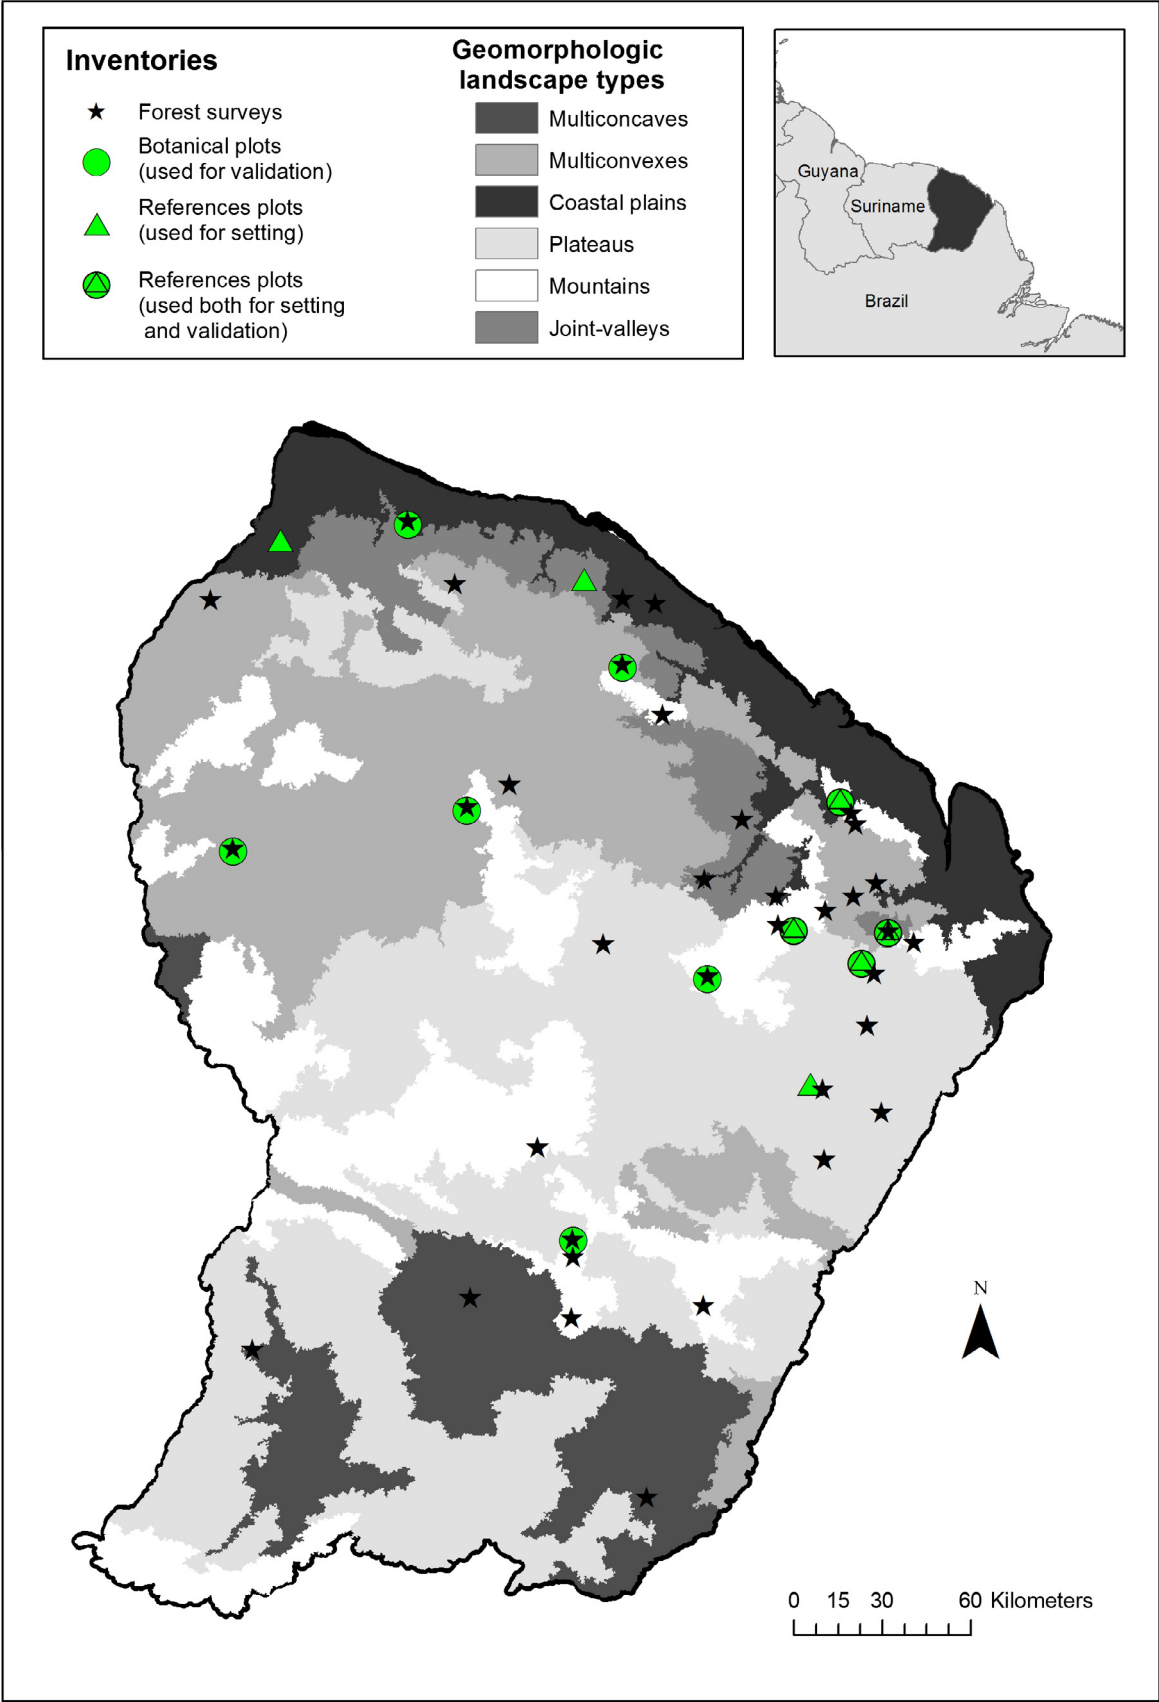 Inventories
Forest surveys
Botanical plots
(used for validation)
References plots
(used for setting)
References plots
(used both for setting
and validation)
Geomorphologic
landscape types
Multiconcaves
Multiconvexes
Coastal plains
Plateaus
Mountains
Joint-valleys
Guyana
Suriname
Brazil
N
0 15 30 60 Kilometers